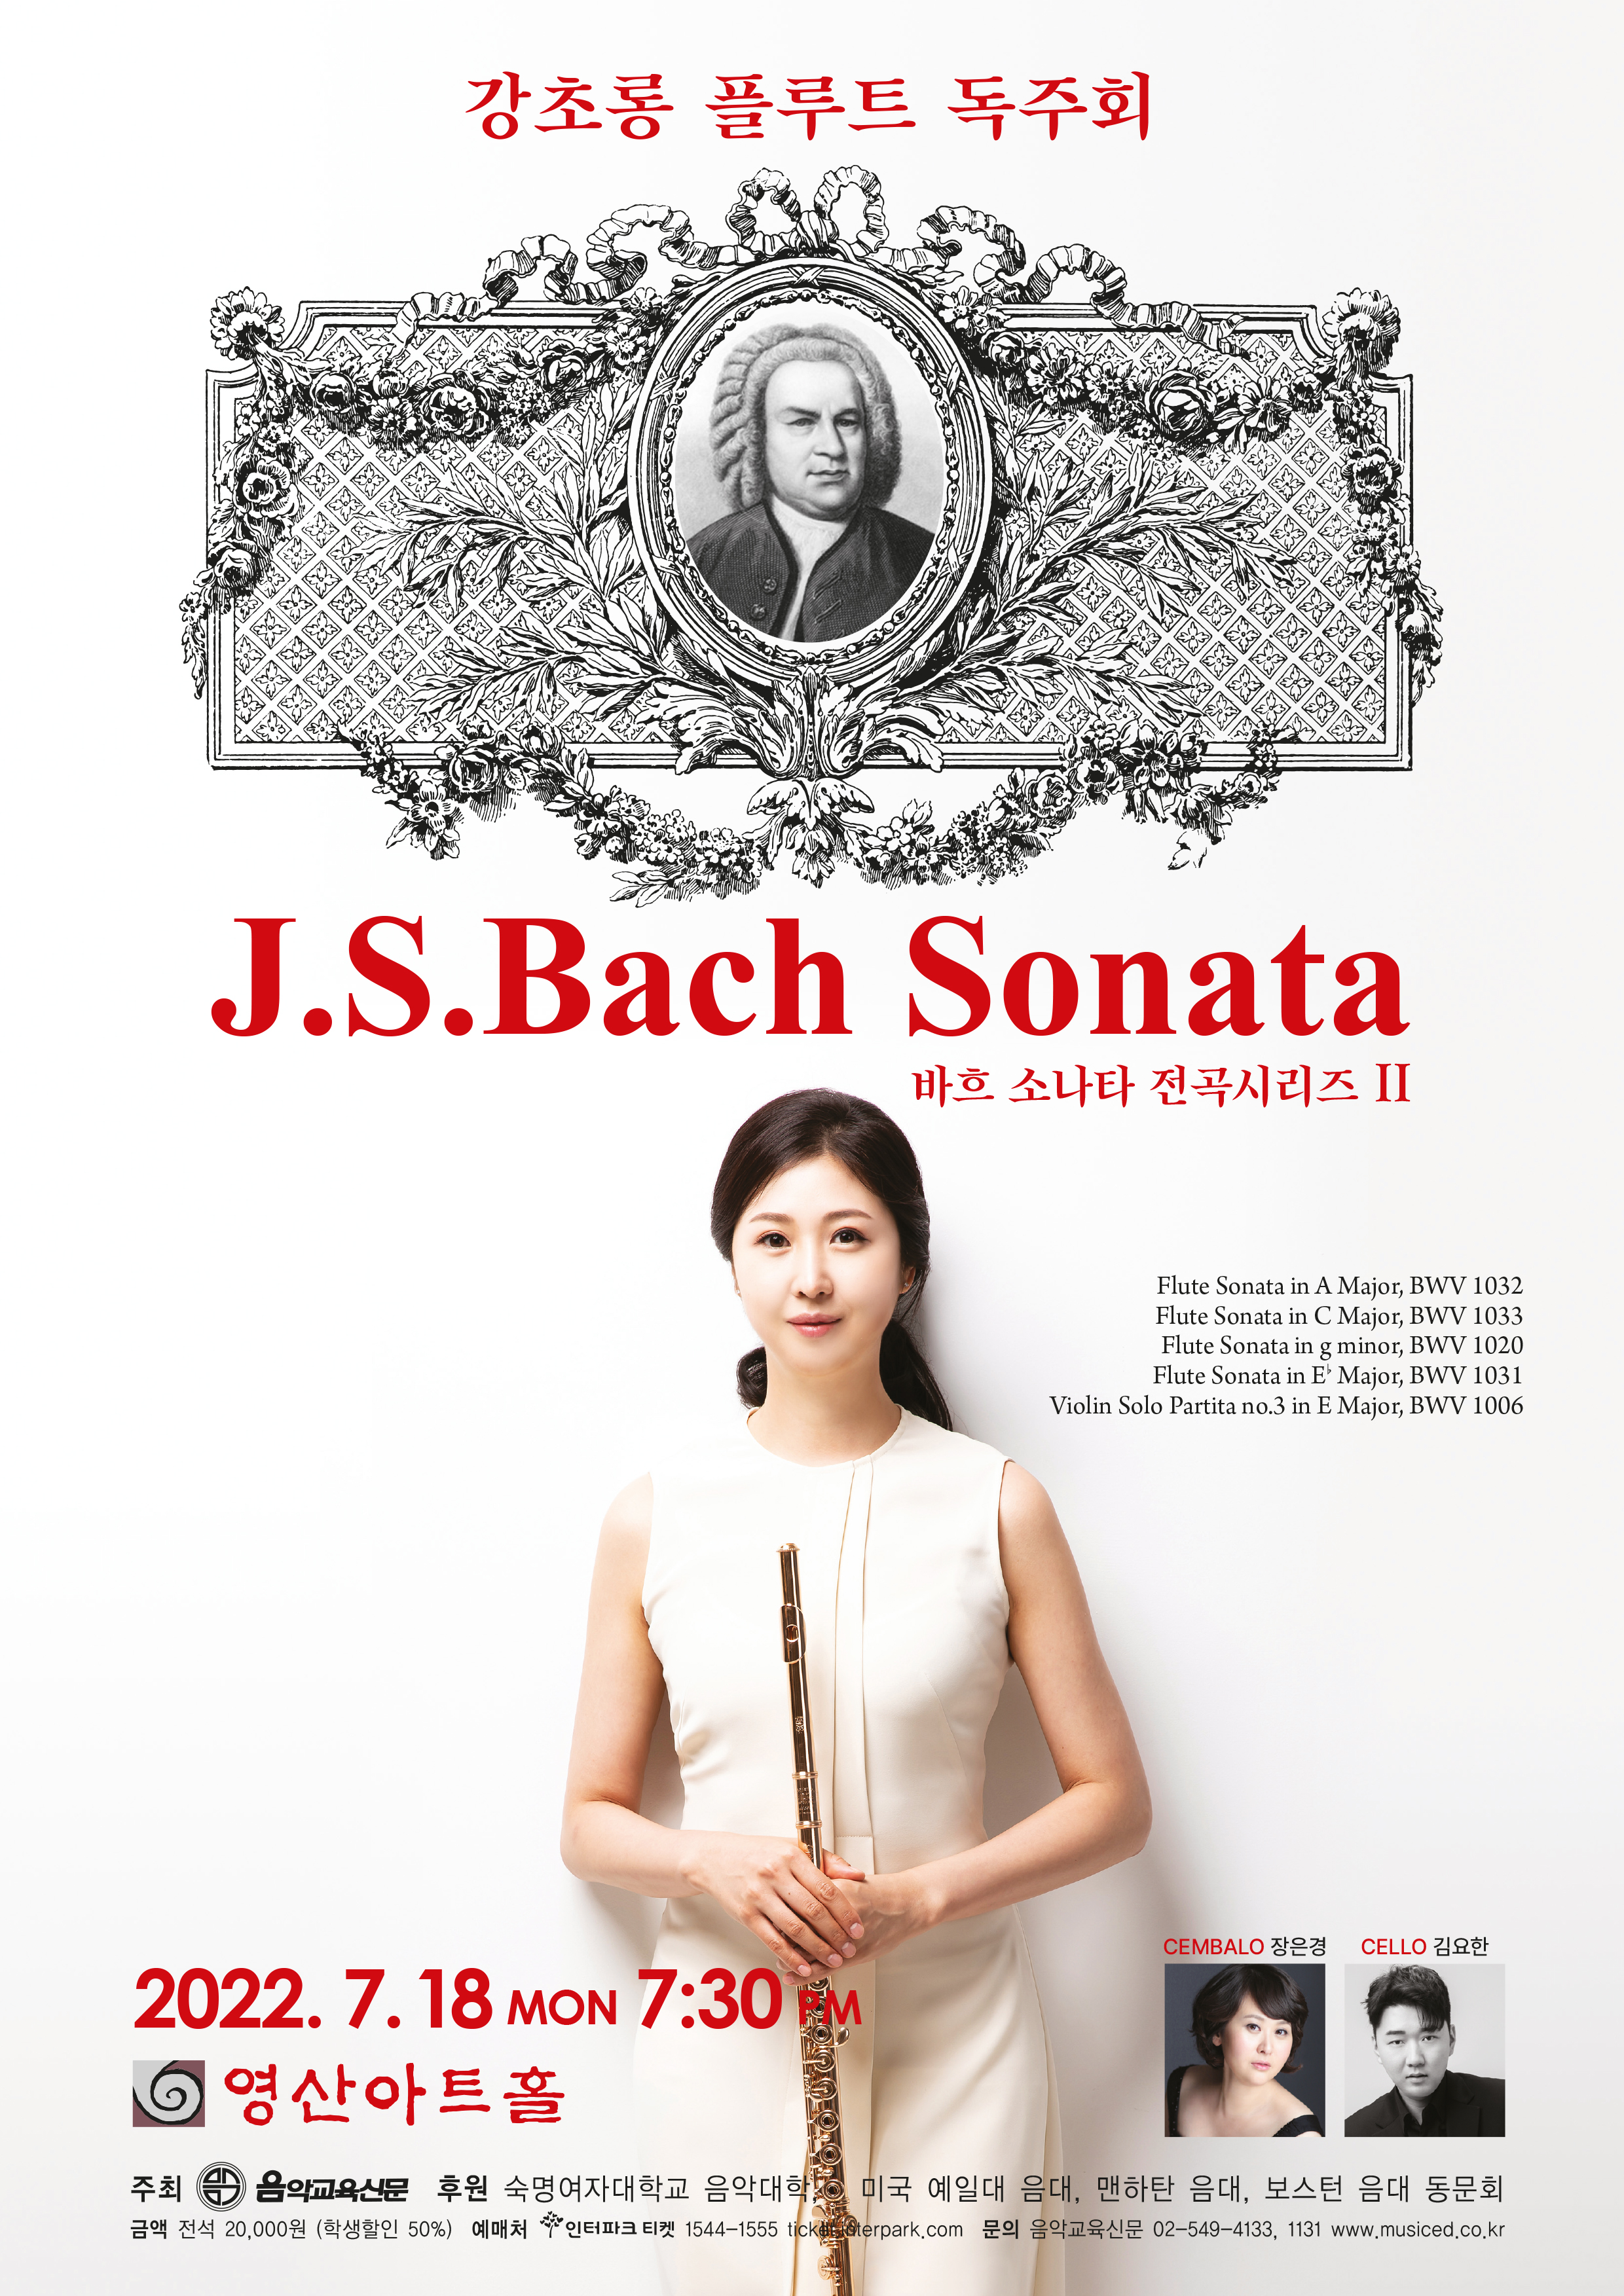 강초롱 플루트 독주회
J.S.Bach Sonata
바흐 소나타 전곡시리즈 II
Flute Sonata in A Major, BWV 1032
Flute Sonata in C Major, BWV 1033
Flute Sonata in g minor, BWV 1020
Flute Sonata in E♭ Major, BWV 1031
Violin Solo Partita no.3 in E Major, BWV 1006
CEMBALO 장은경 CELLO 김요한
2022. 7. 18 MON 7:30 PM
영산아트홀
주최 음악교육신문 후원 숙명여자대학교 음악대학, 미국 예일대 음대, 맨하탄 음대, 보스턴 음대 동문회
금액 전석 20,000원 (학생할인 50%) 예매처 인터파크 티켓 1544-1555 ticket.interpark.com 문의 음악교육신문 02-549-4133, 1131 www.musiced.co.kr